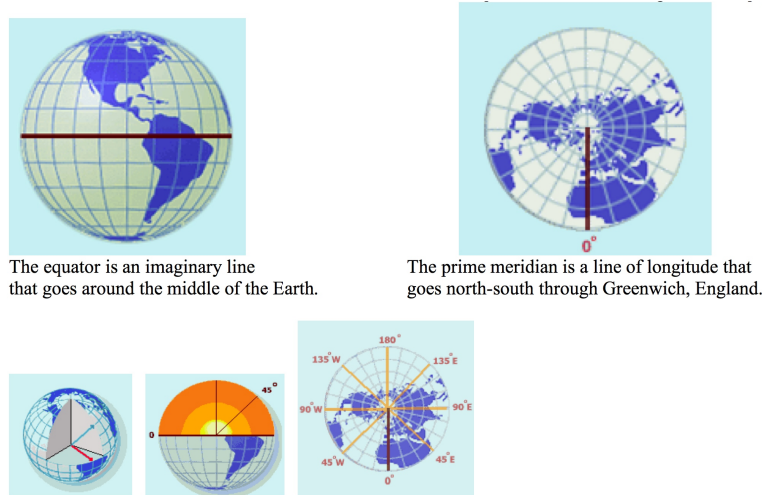 0°
The equator is an imaginary line
that goes around the middle of the Earth.
The prime meridian is a line of longitude that
goes north-south through Greenwich, England.
45°
0
180°
135°W
135°E
90°W
90°E
45°W
45°E
0°